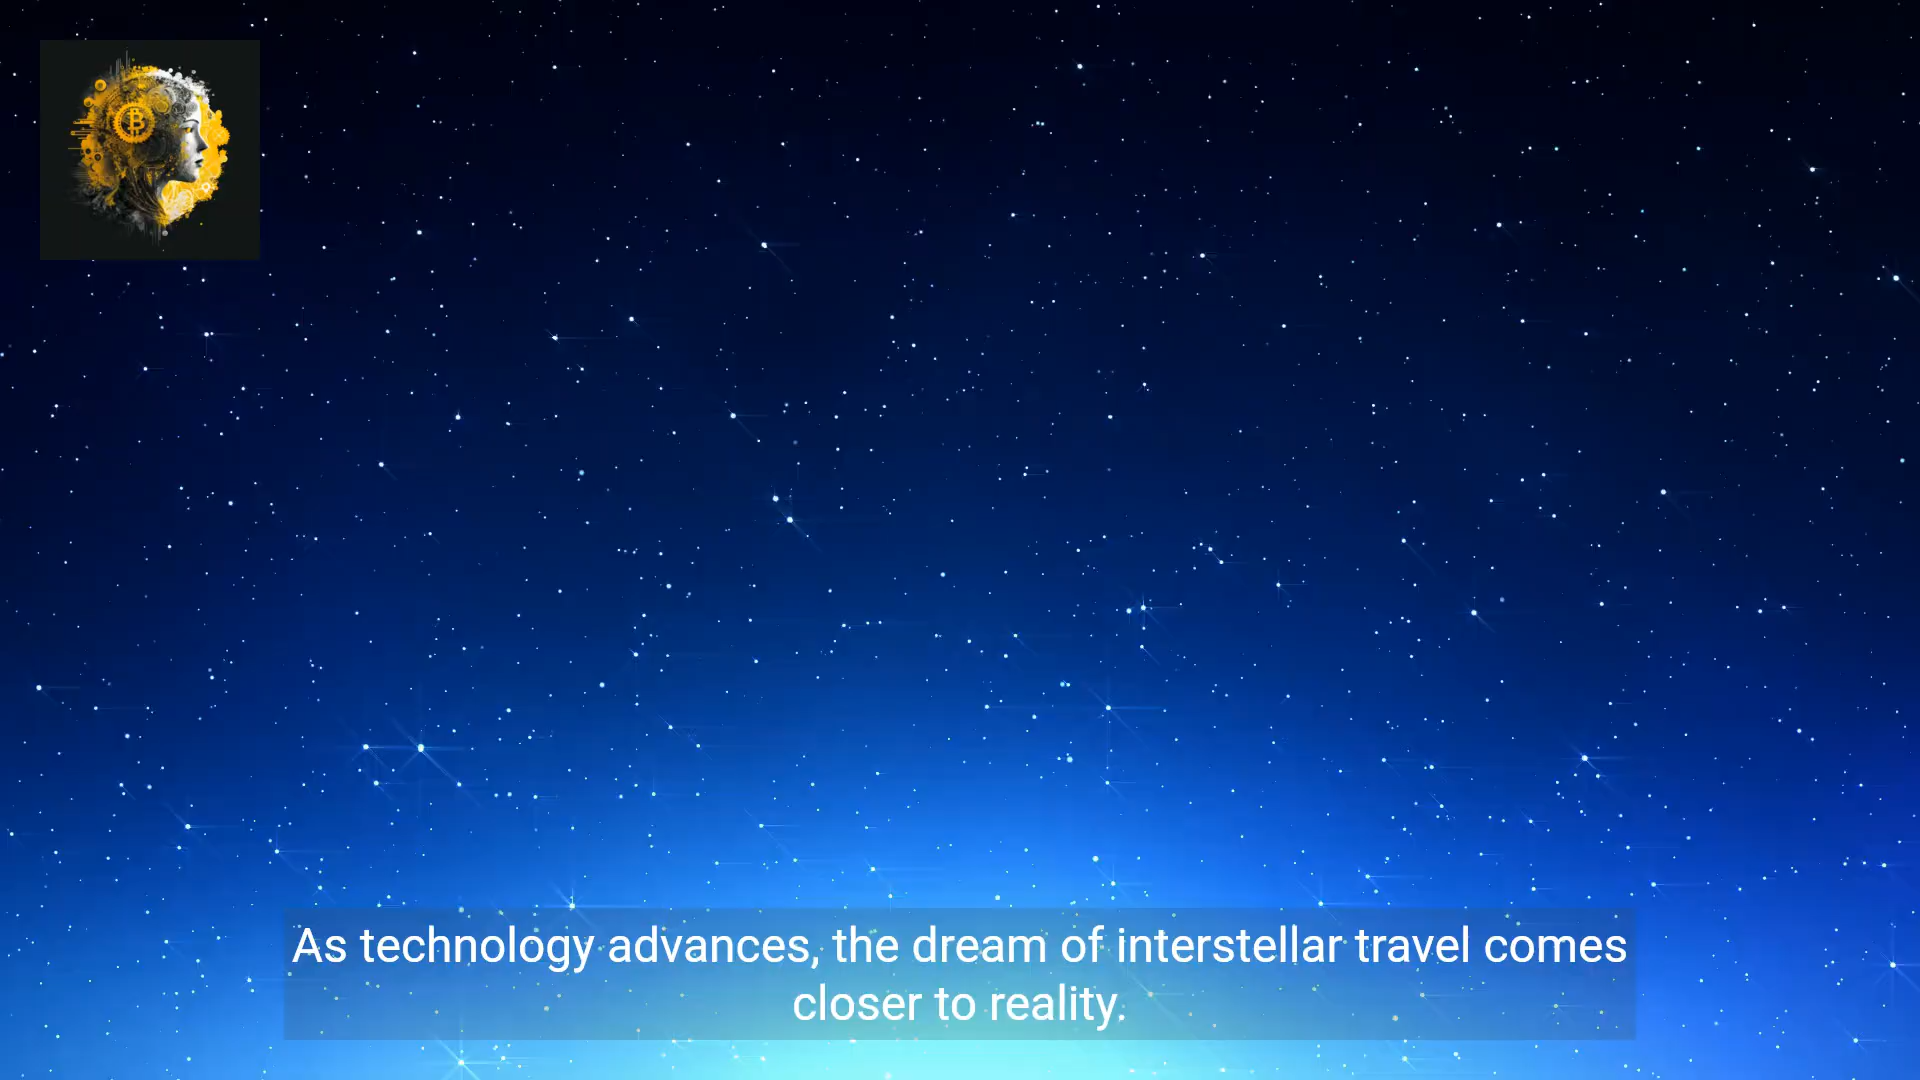 As technology advances, the dream of interstellar travel comes
closer to reality.